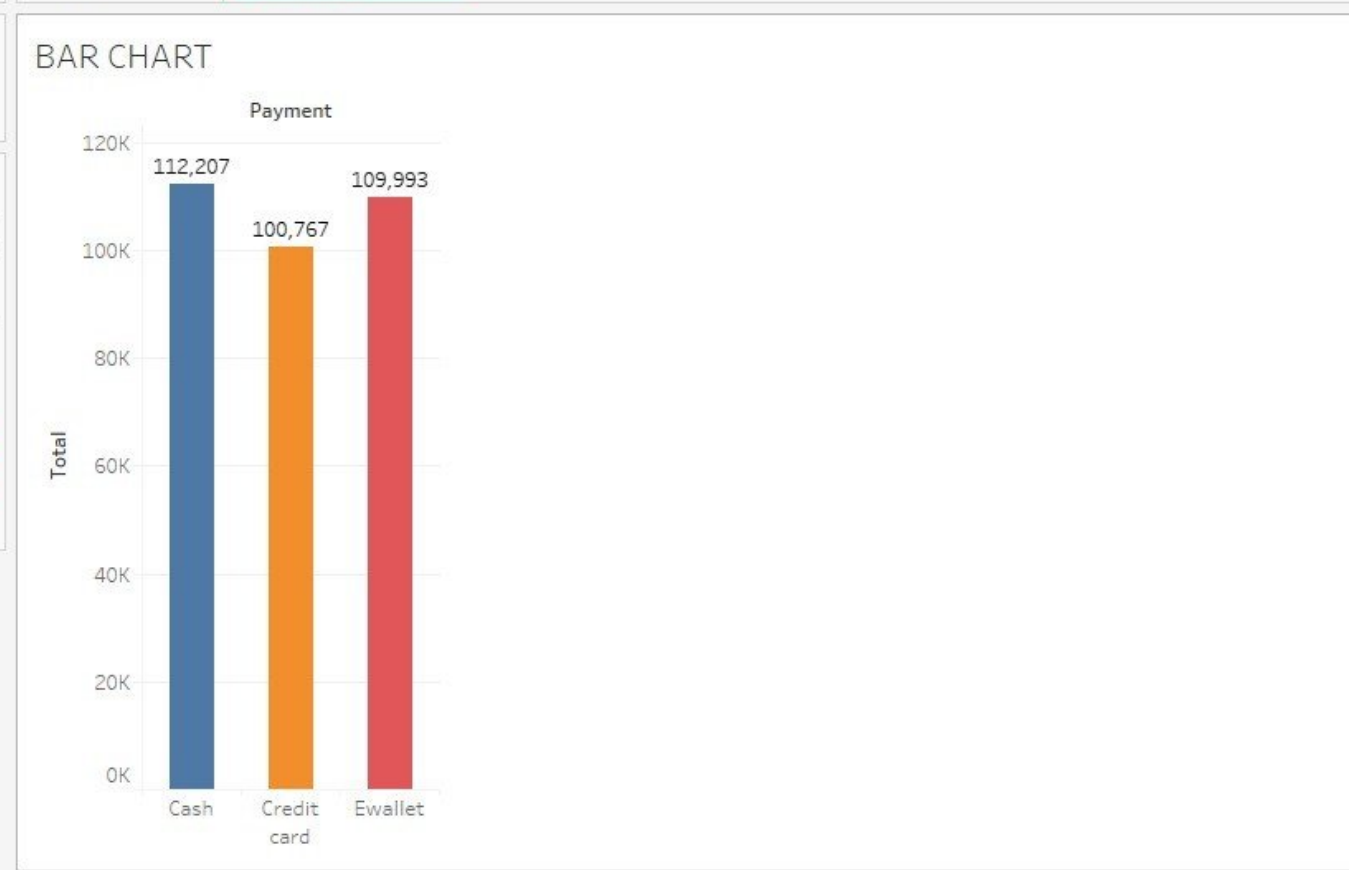 BAR CHART
Payment
120K
112,207
109,993
100,767
100K
80K
Total
60K
40K
20K
0K
Cash
Credit
card
Ewallet